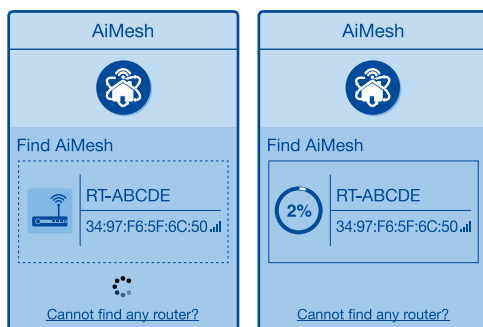 AiMesh
Find AiMesh
RT-ABCDE
34:97:F6:5F:6C:50
Cannot find any router?
AiMesh
Find AiMesh
2%
RT-ABCDE
34:97:F6:5F:6C:50
Cannot find any router?